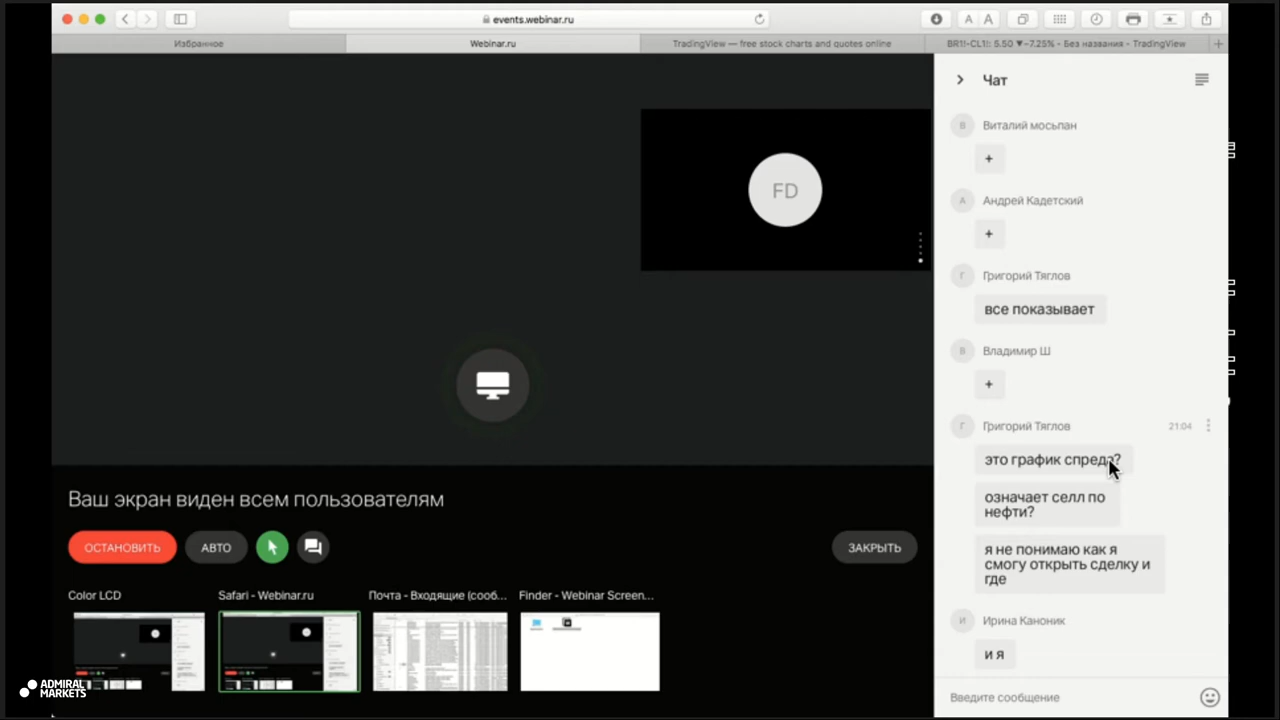 events.webinar.ru
A A
Избранное
Webinar.ru
TradingView — free stock charts and quotes online
BR1!-CL1!: 5.50 ▼−7.25% - Без названия - TradingView
FD
Ваш экран виден всем пользователям
ОСТАНОВИТЬ
АВТО
ЗАКРЫТЬ
Color LCD
Safari - Webinar.ru
Почта - Входящие (сооб...
Finder - Webinar Screen...
ADMIRAL
MARKETS
Чат
В Виталий мосьпан
+
А Андрей Кадетский
+
Г Григорий Тяглов
все показывает
В Владимир Ш
+
Г Григорий Тяглов 21:04
это график спреда?
означает селл по
нефти?
я не понимаю как я
смогу открыть сделку и
где
И Ирина Каноник
и я
Введите сообщение